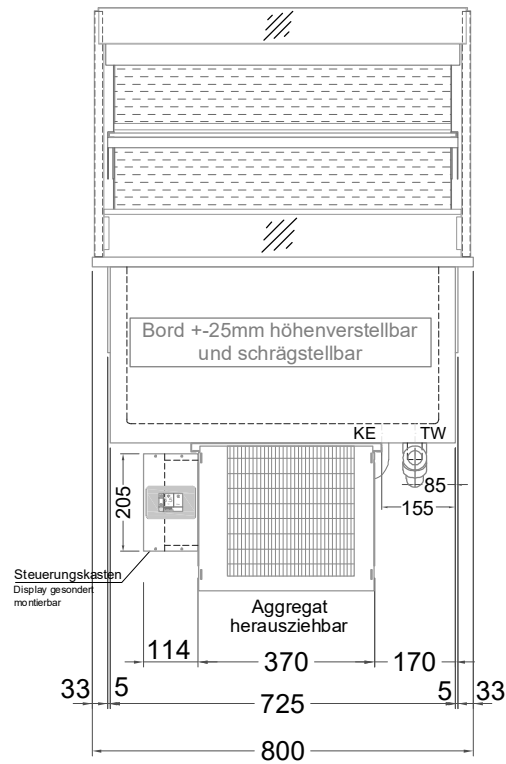 Bord +-25mm höhenverstellbar
und schrägstellbar
KE
TW
85
155
205
Steuerungskasten
Display gesondert
montierbar
Aggregat
herausziehbar
114
370
170
33
5
725
5
33
800